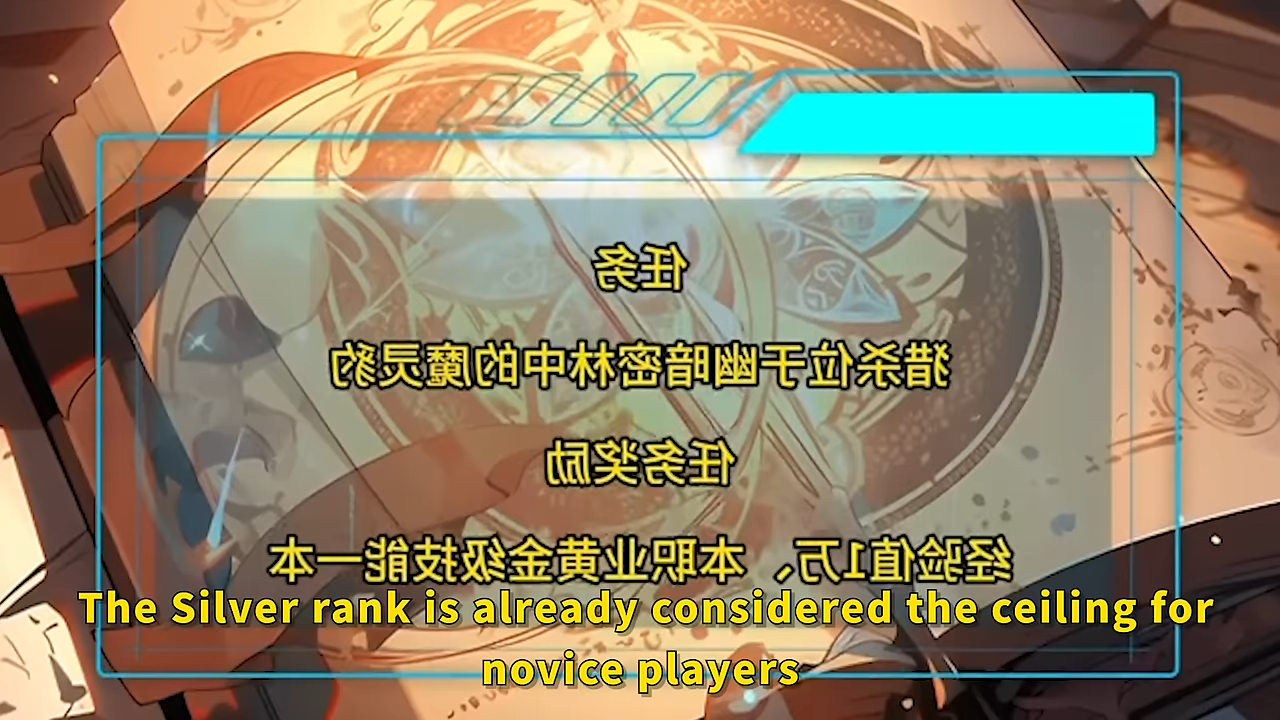 任务
猎杀位于幽暗密林中的魔灵豹
任务奖励
经验值1万、本职业黄金级技能一本
The Silver rank is already considered the ceiling for
novice players